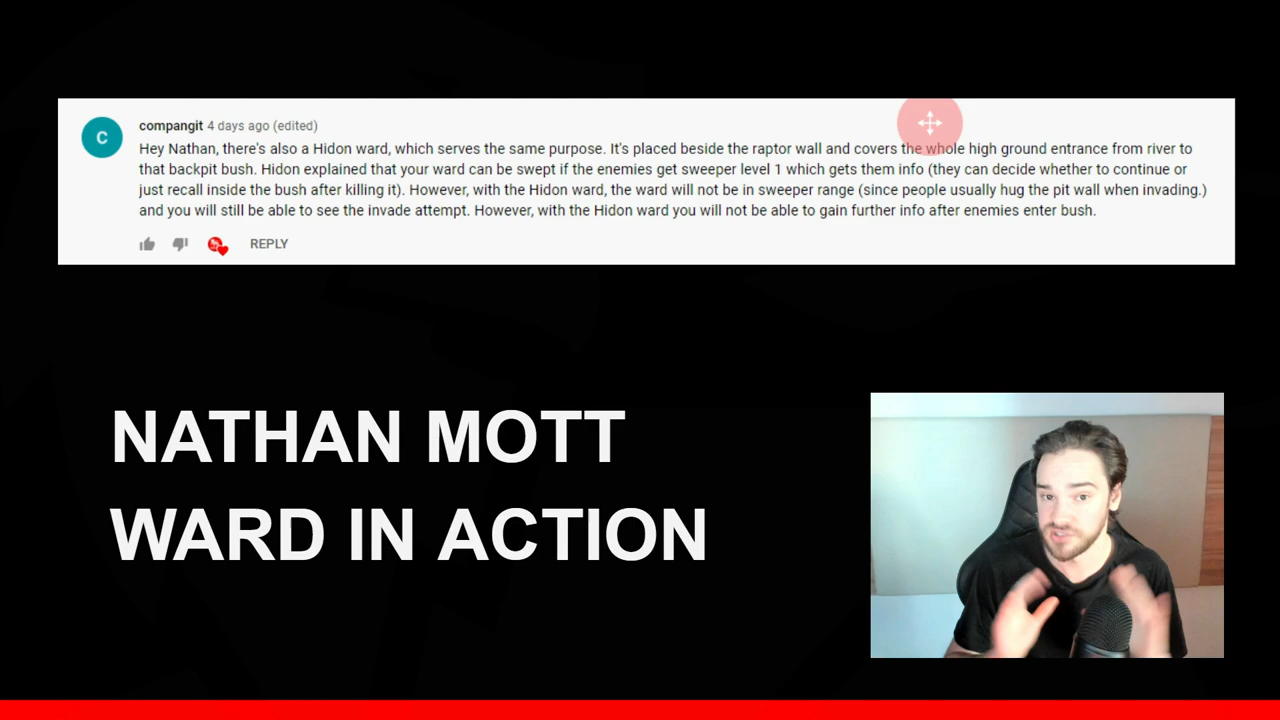 C
compangit 4 days ago (edited)
Hey Nathan, there's also a Hidon ward, which serves the same purpose. It's placed beside the raptor wall and covers the whole high ground entrance from river to
that backpit bush. Hidon explained that your ward can be swept if the enemies get sweeper level 1 which gets them info (they can decide whether to continue or
just recall inside the bush after killing it). However, with the Hidon ward, the ward will not be in sweeper range (since people usually hug the pit wall when invading.)
and you will still be able to see the invade attempt. However, with the Hidon ward you will not be able to gain further info after enemies enter bush.
REPLY
NATHAN MOTT
WARD IN ACTION